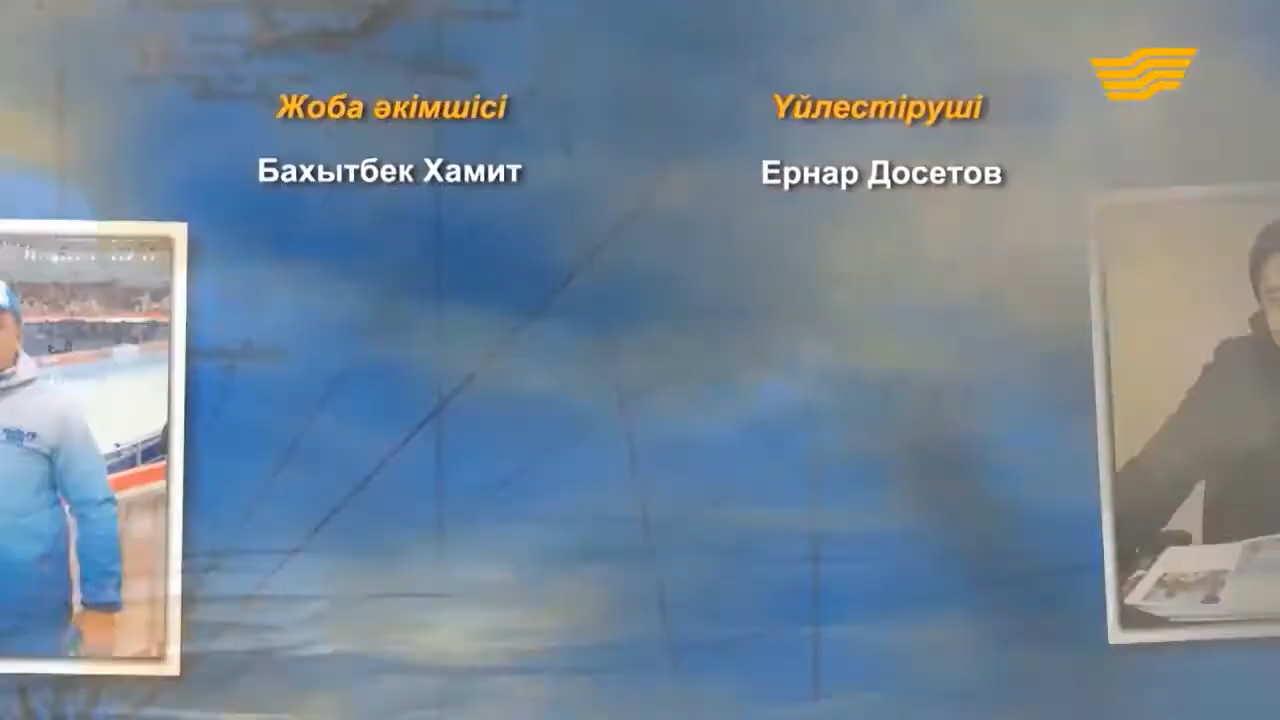 Жоба әкімшісі
Бахытбек Хамит
Үйлестіруші
Ернар Досетов